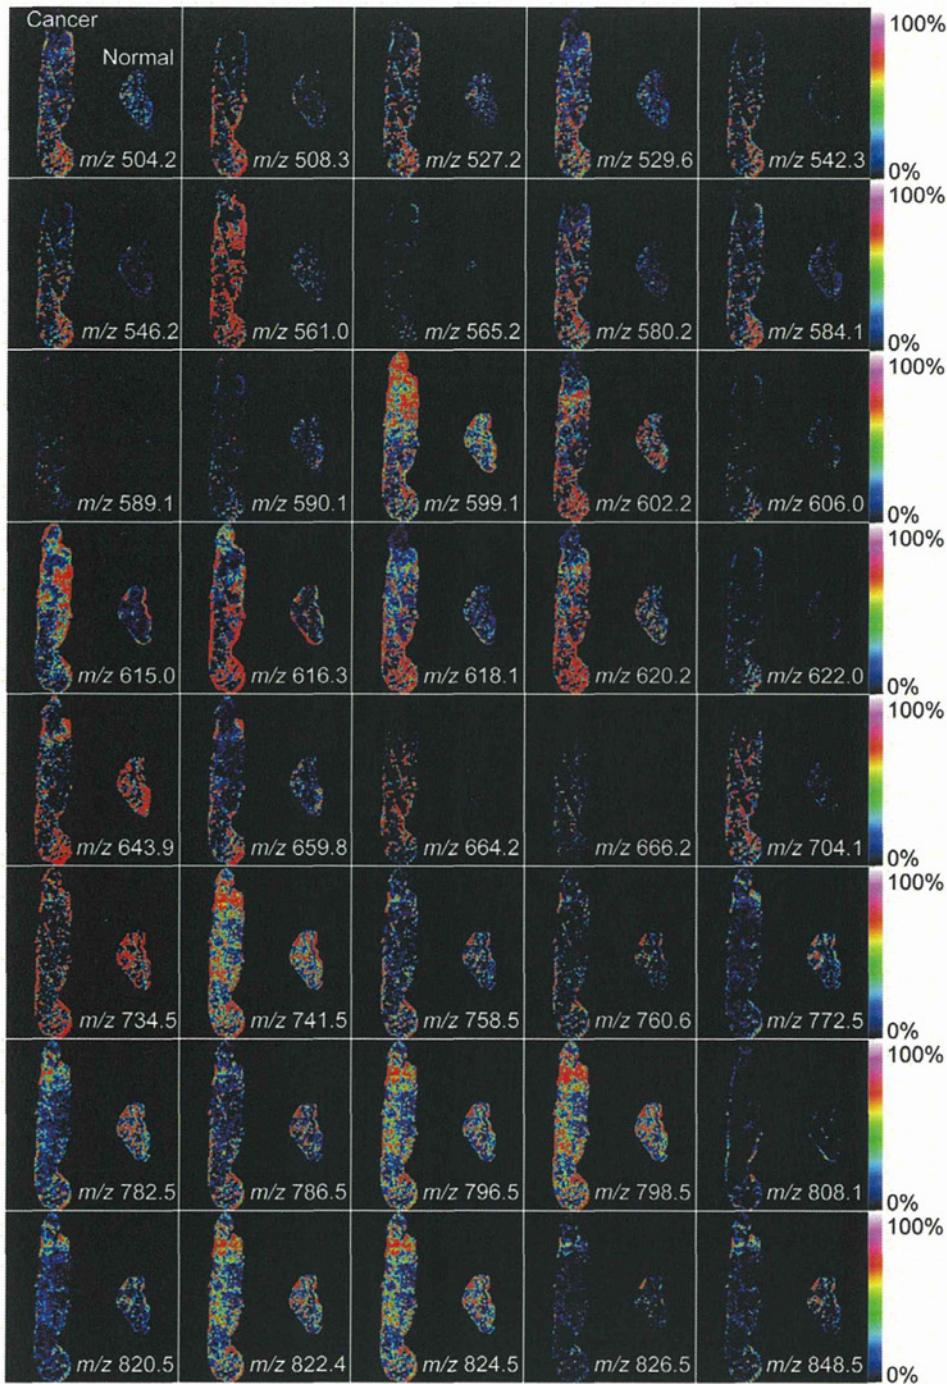 Cancer
Normal
100%
m/z 504.2
m/z 508.3
m/z 527.2
m/z 529.6
m/z 542.3
0%
100%
m/z 546.2
m/z 561.0
m/z 565.2
m/z 580.2
m/z 584.1
0%
100%
m/z 589.1
m/z 590.1
m/z 599.1
m/z 602.2
m/z 606.0
0%
100%
m/z 615.0
m/z 616.3
m/z 618.1
m/z 620.2
m/z 622.0
0%
100%
m/z 643.9
m/z 659.8
m/z 664.2
m/z 666.2
m/z 704.1
0%
100%
m/z 734.5
m/z 741.5
m/z 758.5
m/z 760.6
m/z 772.5
0%
100%
m/z 782.5
m/z 786.5
m/z 796.5
m/z 798.5
m/z 808.1
0%
100%
m/z 820.5
m/z 822.4
m/z 824.5
m/z 826.5
m/z 848.5
0%